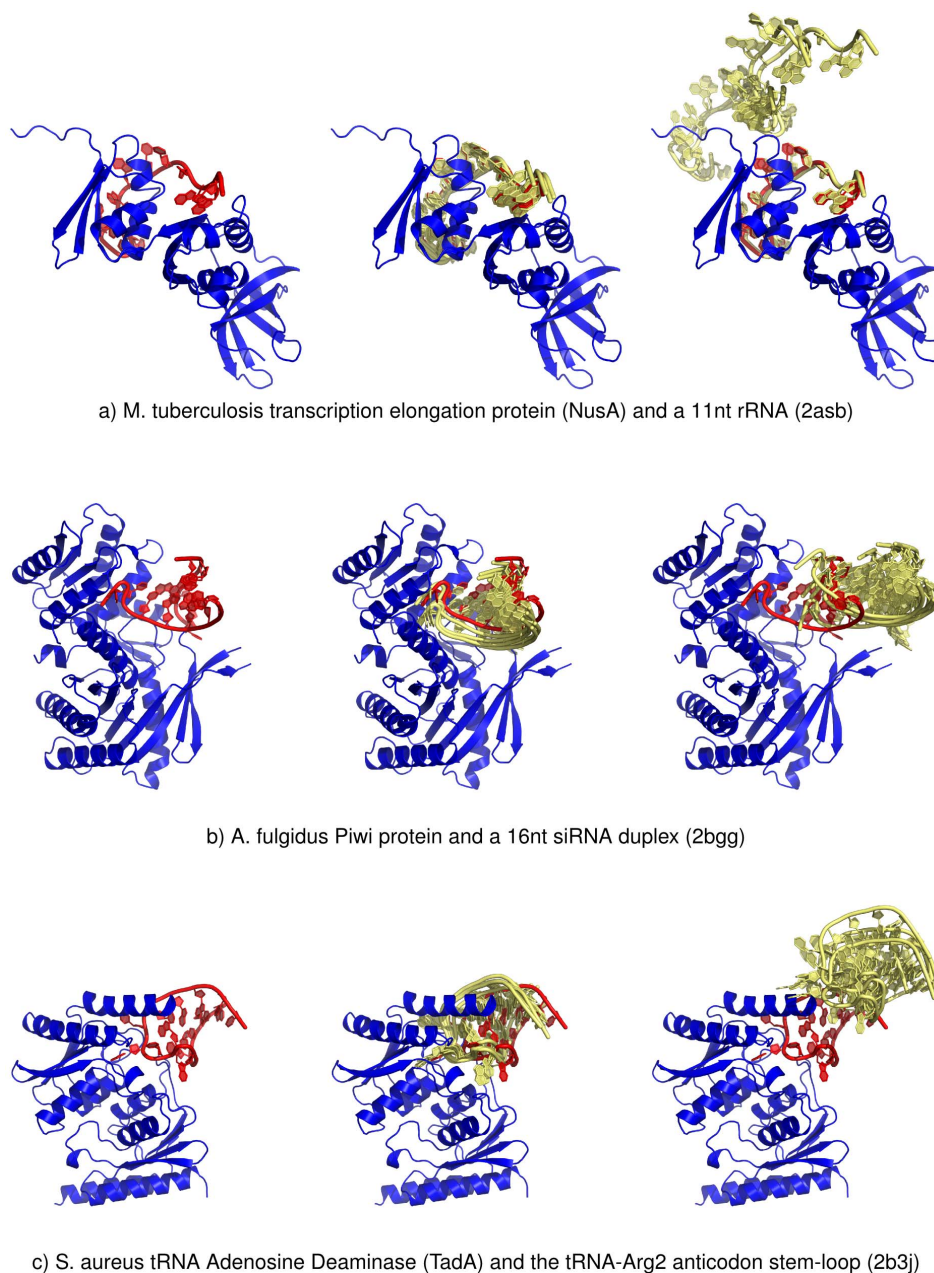 a) M. tuberculosis transcription elongation protein (NusA) and a 11nt rRNA (2asb)
b) A. fulgidus Piwi protein and a 16nt siRNA duplex (2bgg)
c) S. aureus tRNA Adenosine Deaminase (TadA) and the tRNA-Arg2 anticodon stem-loop (2b3j)